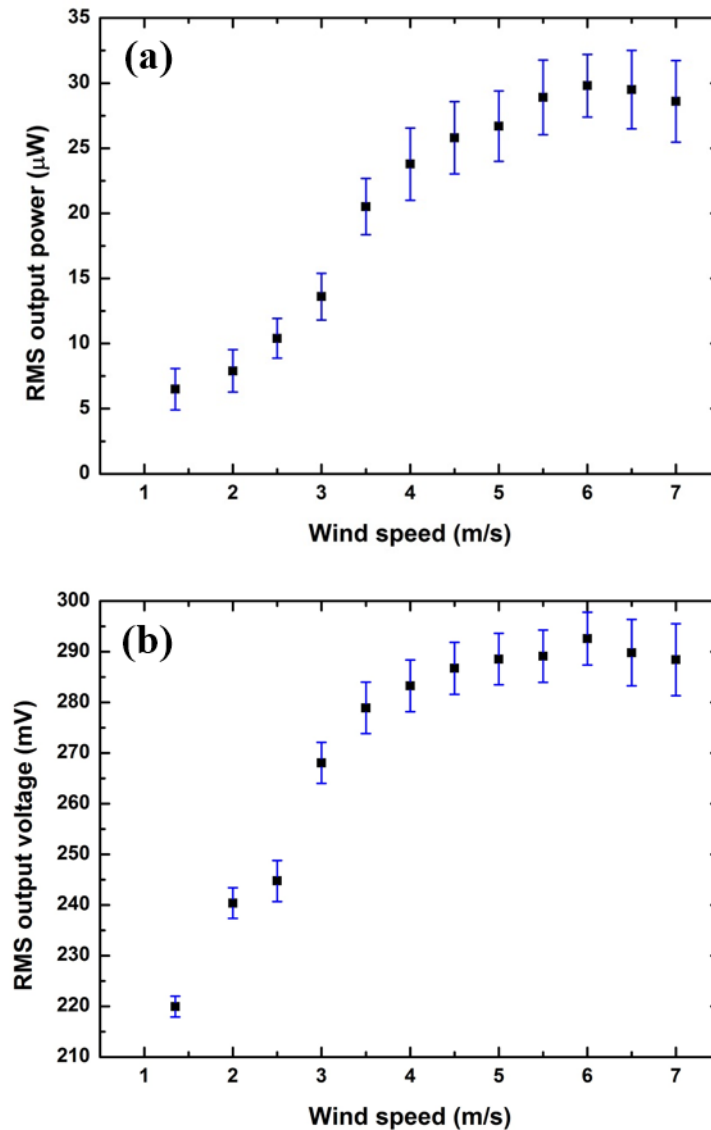 (a)
RMS output power (μW)
35
30
25
20
15
10
5
0
1 2 3 4 5 6 7
Wind speed (m/s)
(b)
RMS output voltage (mV)
300
290
280
270
260
250
240
230
220
210
1 2 3 4 5 6 7
Wind speed (m/s)